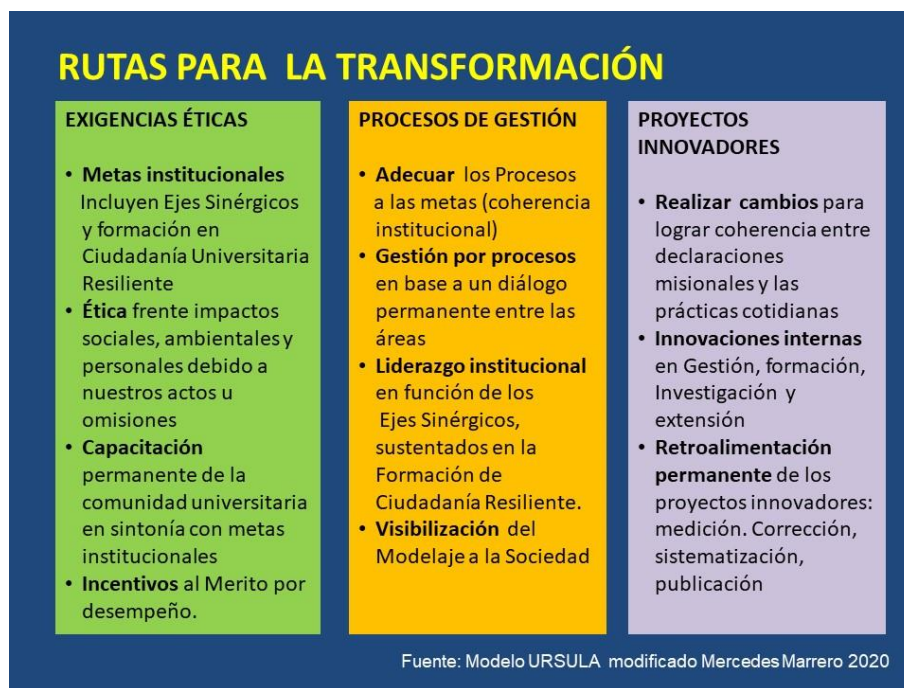 RUTAS PARA LA TRANSFORMACIÓN
EXIGENCIAS ÉTICAS
• Metas institucionales
Incluyen Ejes Sinérgicos
y formación en
Ciudadanía Universitaria
Resiliente
• Ética frente impactos
sociales, ambientales y
personales debido a
nuestros actos u
omisiones
• Capacitación
permanente de la
comunidad universitaria
en sintonía con metas
institucionales
• Incentivos al Merito por
desempeño.
PROCESOS DE GESTIÓN
• Adecuar los Procesos
a las metas (coherencia
institucional)
• Gestión por procesos
en base a un diálogo
permanente entre las
áreas
• Liderazgo institucional
en función de los
Ejes Sinérgicos,
sustentados en la
Formación de
Ciudadanía Resiliente.
• Visibilización del
Modelaje a la Sociedad
PROYECTOS
INNOVADORES
• Realizar cambios para
lograr coherencia entre
declaraciones
misionales y las
prácticas cotidianas
• Innovaciones internas
en Gestión, formación,
Investigación y
extensión
• Retroalimentación
permanente de los
proyectos innovadores:
medición. Corrección,
sistematización,
publicación
Fuente: Modelo URSULA modificado Mercedes Marrero 2020